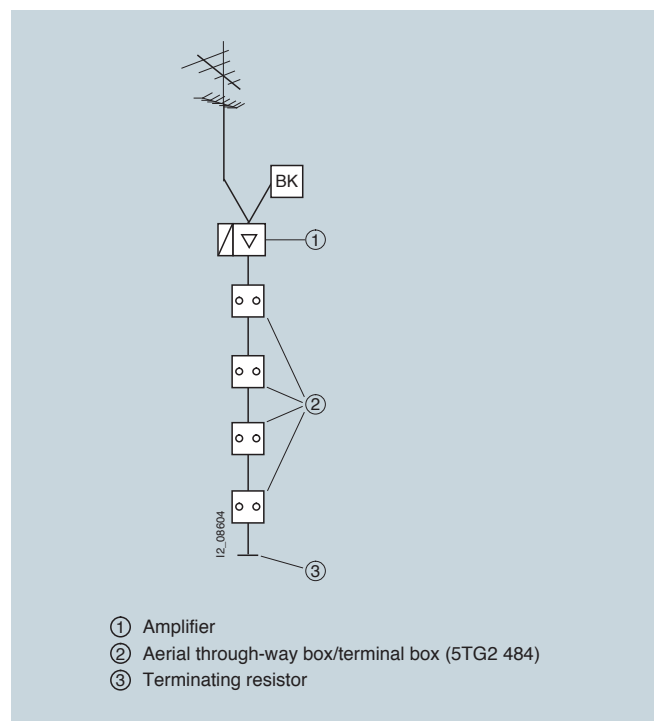 BK
①
②
I2_08604
③
① Amplifier
② Aerial through-way box/terminal box (5TG2 484)
③ Terminating resistor